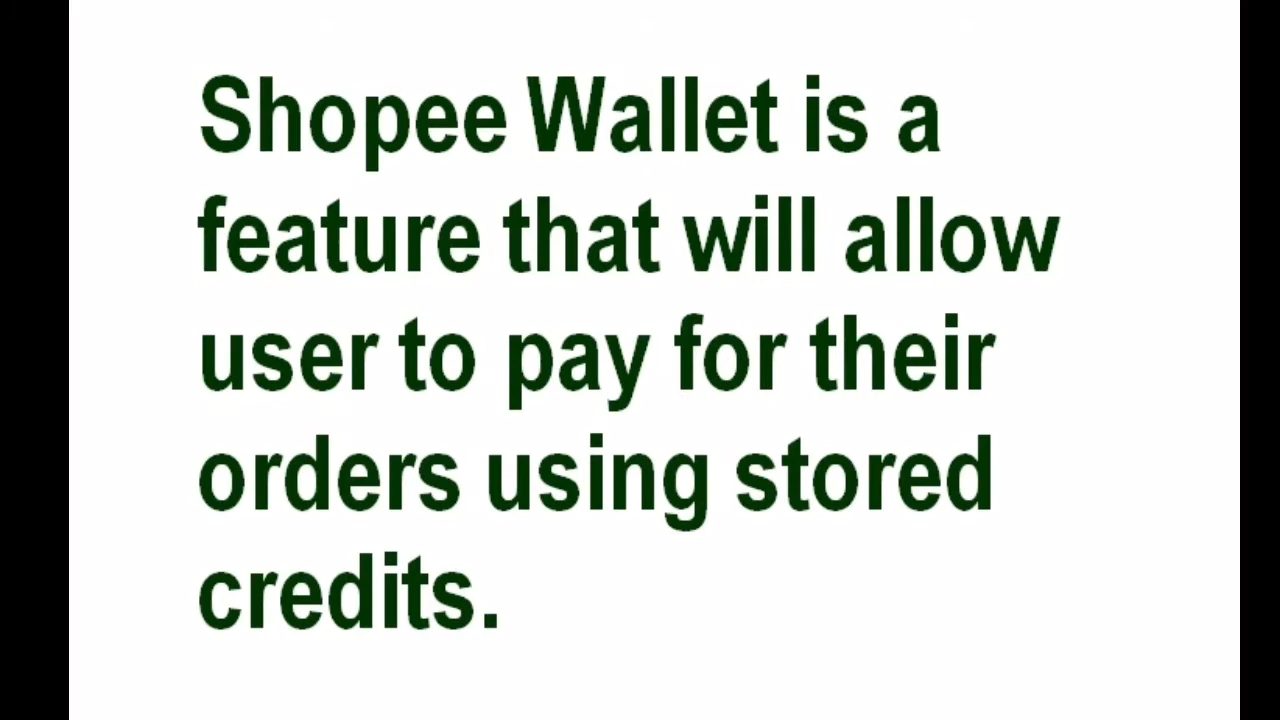 Shopee Wallet is a
feature that will allow
user to pay for their
orders using stored
credits.